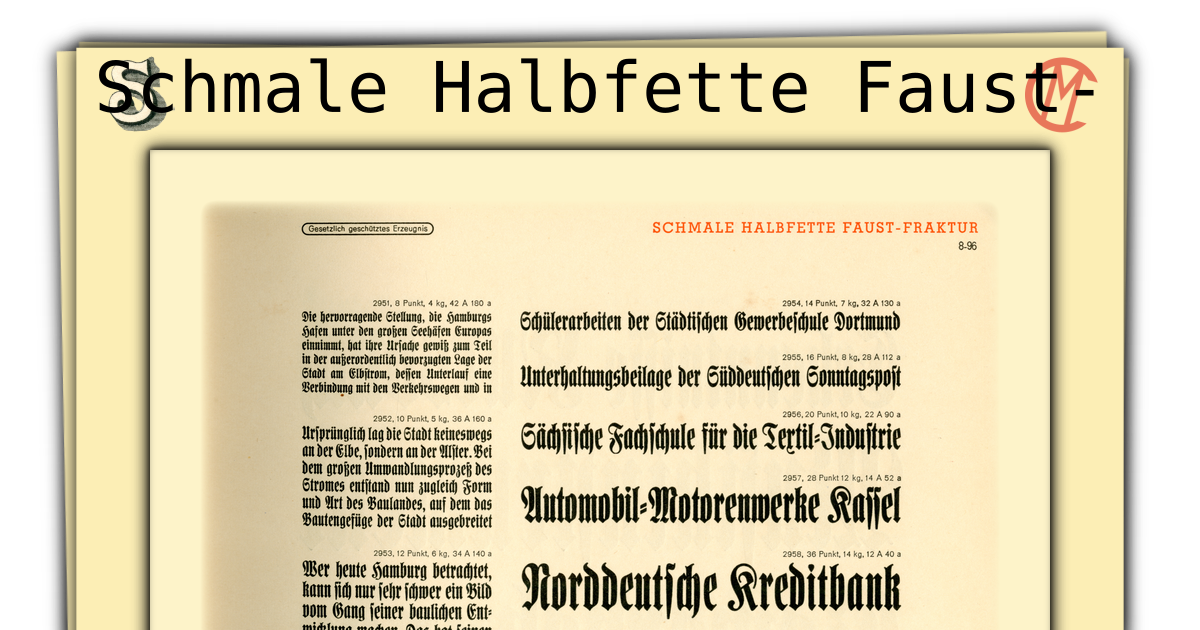 Schmale Halbfette Faust-
Gesetzlich geschütztes Erzeugnis
SCHMALE HALBFETTE FAUST-FRAKTUR
8-96
2951, 8 Punkt, 4 kg, 42 A 180 a
Die hervorragende Stellung, die Hamburgs
Hafen unter den großen Seehäfen Europas
einnimmt, hat ihre Ursache gewiß zum Teil
in der außerordentlich bevorzugten Lage der
Stadt am Elbstrom, dessen Unterlauf eine
Verbindung mit den Verkehrswegen und in
2952, 10 Punkt, 5 kg, 36 A 160 a
Ursprünglich lag die Stadt keineswegs
an der Elbe, sondern an der Alster. Bei
dem großen Umwandlungsprozeß des
Stromes entstand nun zugleich Form
und Art des Baulandes, auf dem das
Bautengefüge der Stadt ausgebreitet
2953, 12 Punkt, 6 kg, 34 A 140 a
Wer heute Hamburg betrachtet,
kann sich nur sehr schwer ein Bild
vom Gang seiner baulichen Ent-
wicklung machen. Das hat seinen
2954, 14 Punkt, 7 kg, 32 A 130 a
Schülerarbeiten der Städtischen Gewerbeschule Dortmund
2955, 16 Punkt, 8 kg, 28 A 112 a
Unterhaltungsbeilage der Süddeutschen Sonntagspost
2956, 20 Punkt, 10 kg, 22 A 90 a
Sächsische Fachschule für die Textil-Industrie
2957, 28 Punkt 12 kg, 14 A 52 a
Automobil-Motorenwerke Kassel
2958, 36 Punkt, 14 kg, 12 A 40 a
Norddeutsche Kreditbank